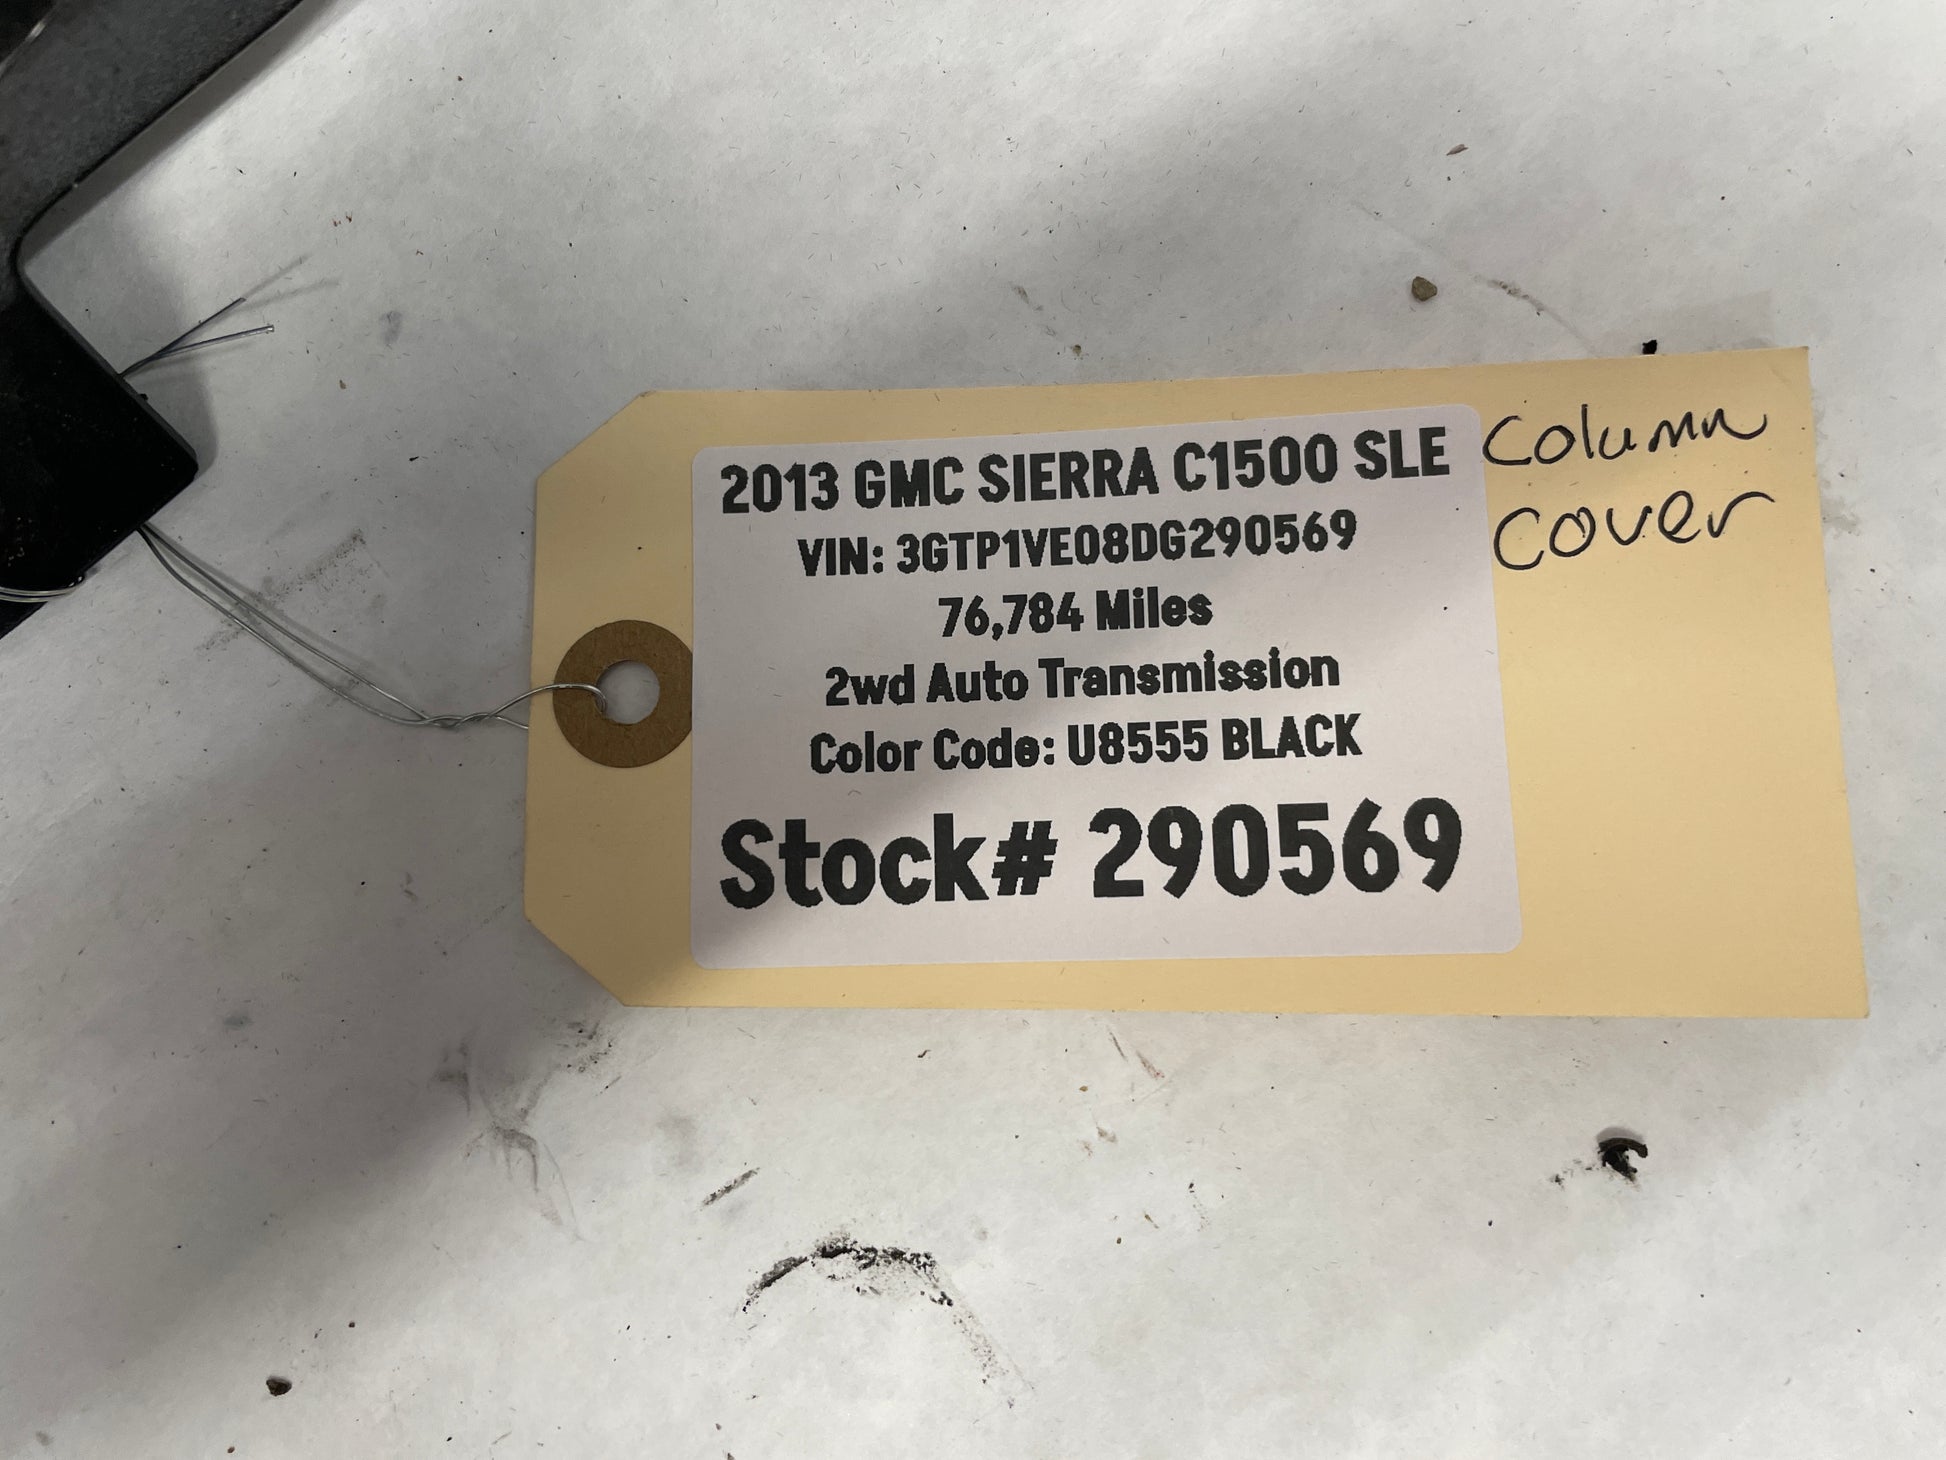 2013 GMC SIERRA C1500 SLE
VIN: 3GTP1VE08DG290569
76,784 Miles
2wd Auto Transmission
Color Code: U8555 BLACK
Stock# 290569
Column
Cover